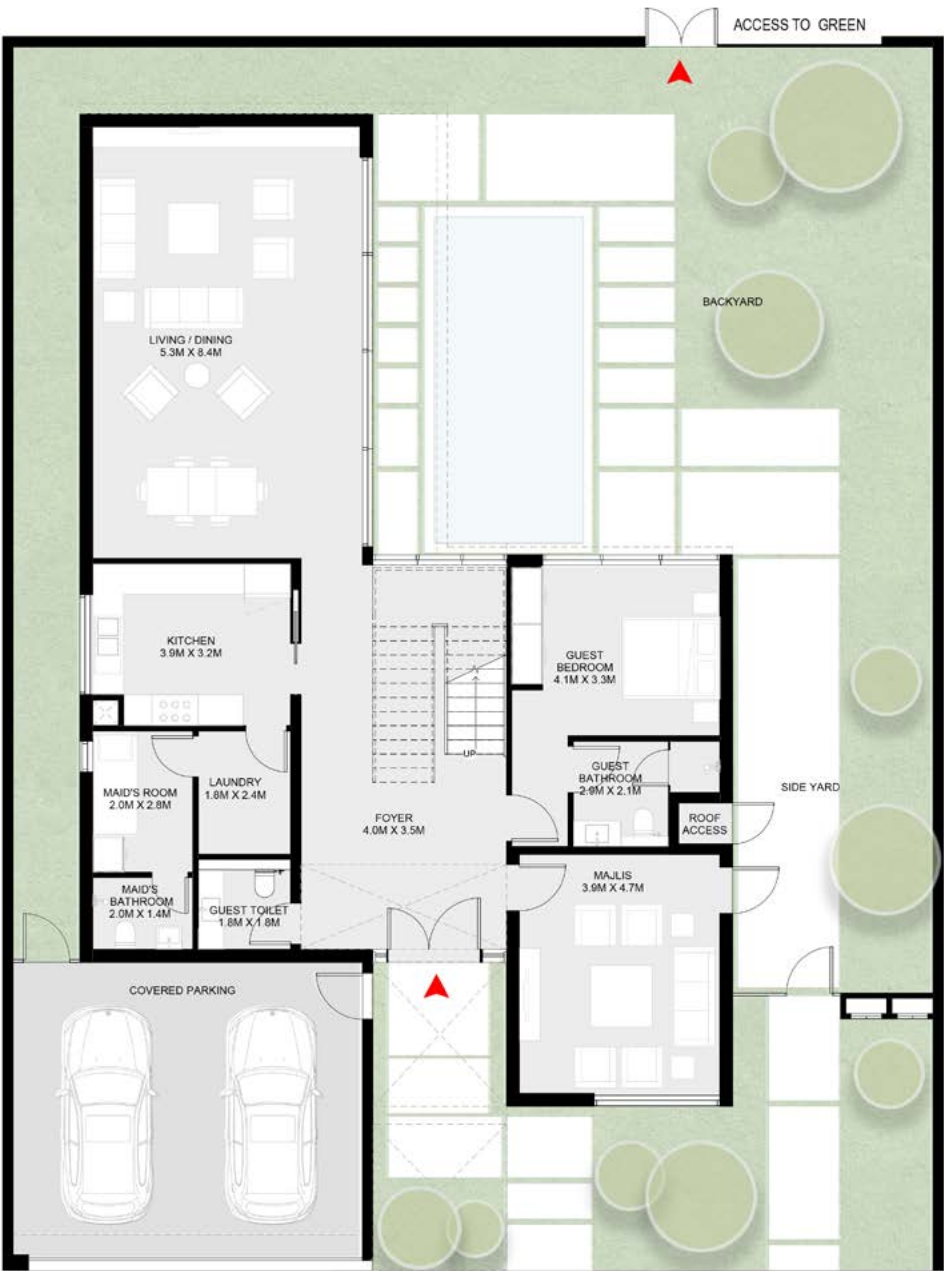 ACCESS TO GREEN
BACKYARD
LIVING / DINING
5.3M X 8.4M
KITCHEN
3.9M X 3.2M
GUEST
BEDROOM
4.1M X 3.3M
UP
GUEST
BATHROOM
2.9M X 2.1M
MAID'S ROOM
2.0M X 2.8M
LAUNDRY
1.8M X 2.4M
SIDE YARD
FOYER
4.0M X 3.5M
ROOF
ACCESS
MAJLIS
3.9M X 4.7M
MAID'S
BATHROOM
2.0M X 1.4M
GUEST TOILET
1.8M X 1.8M
COVERED PARKING